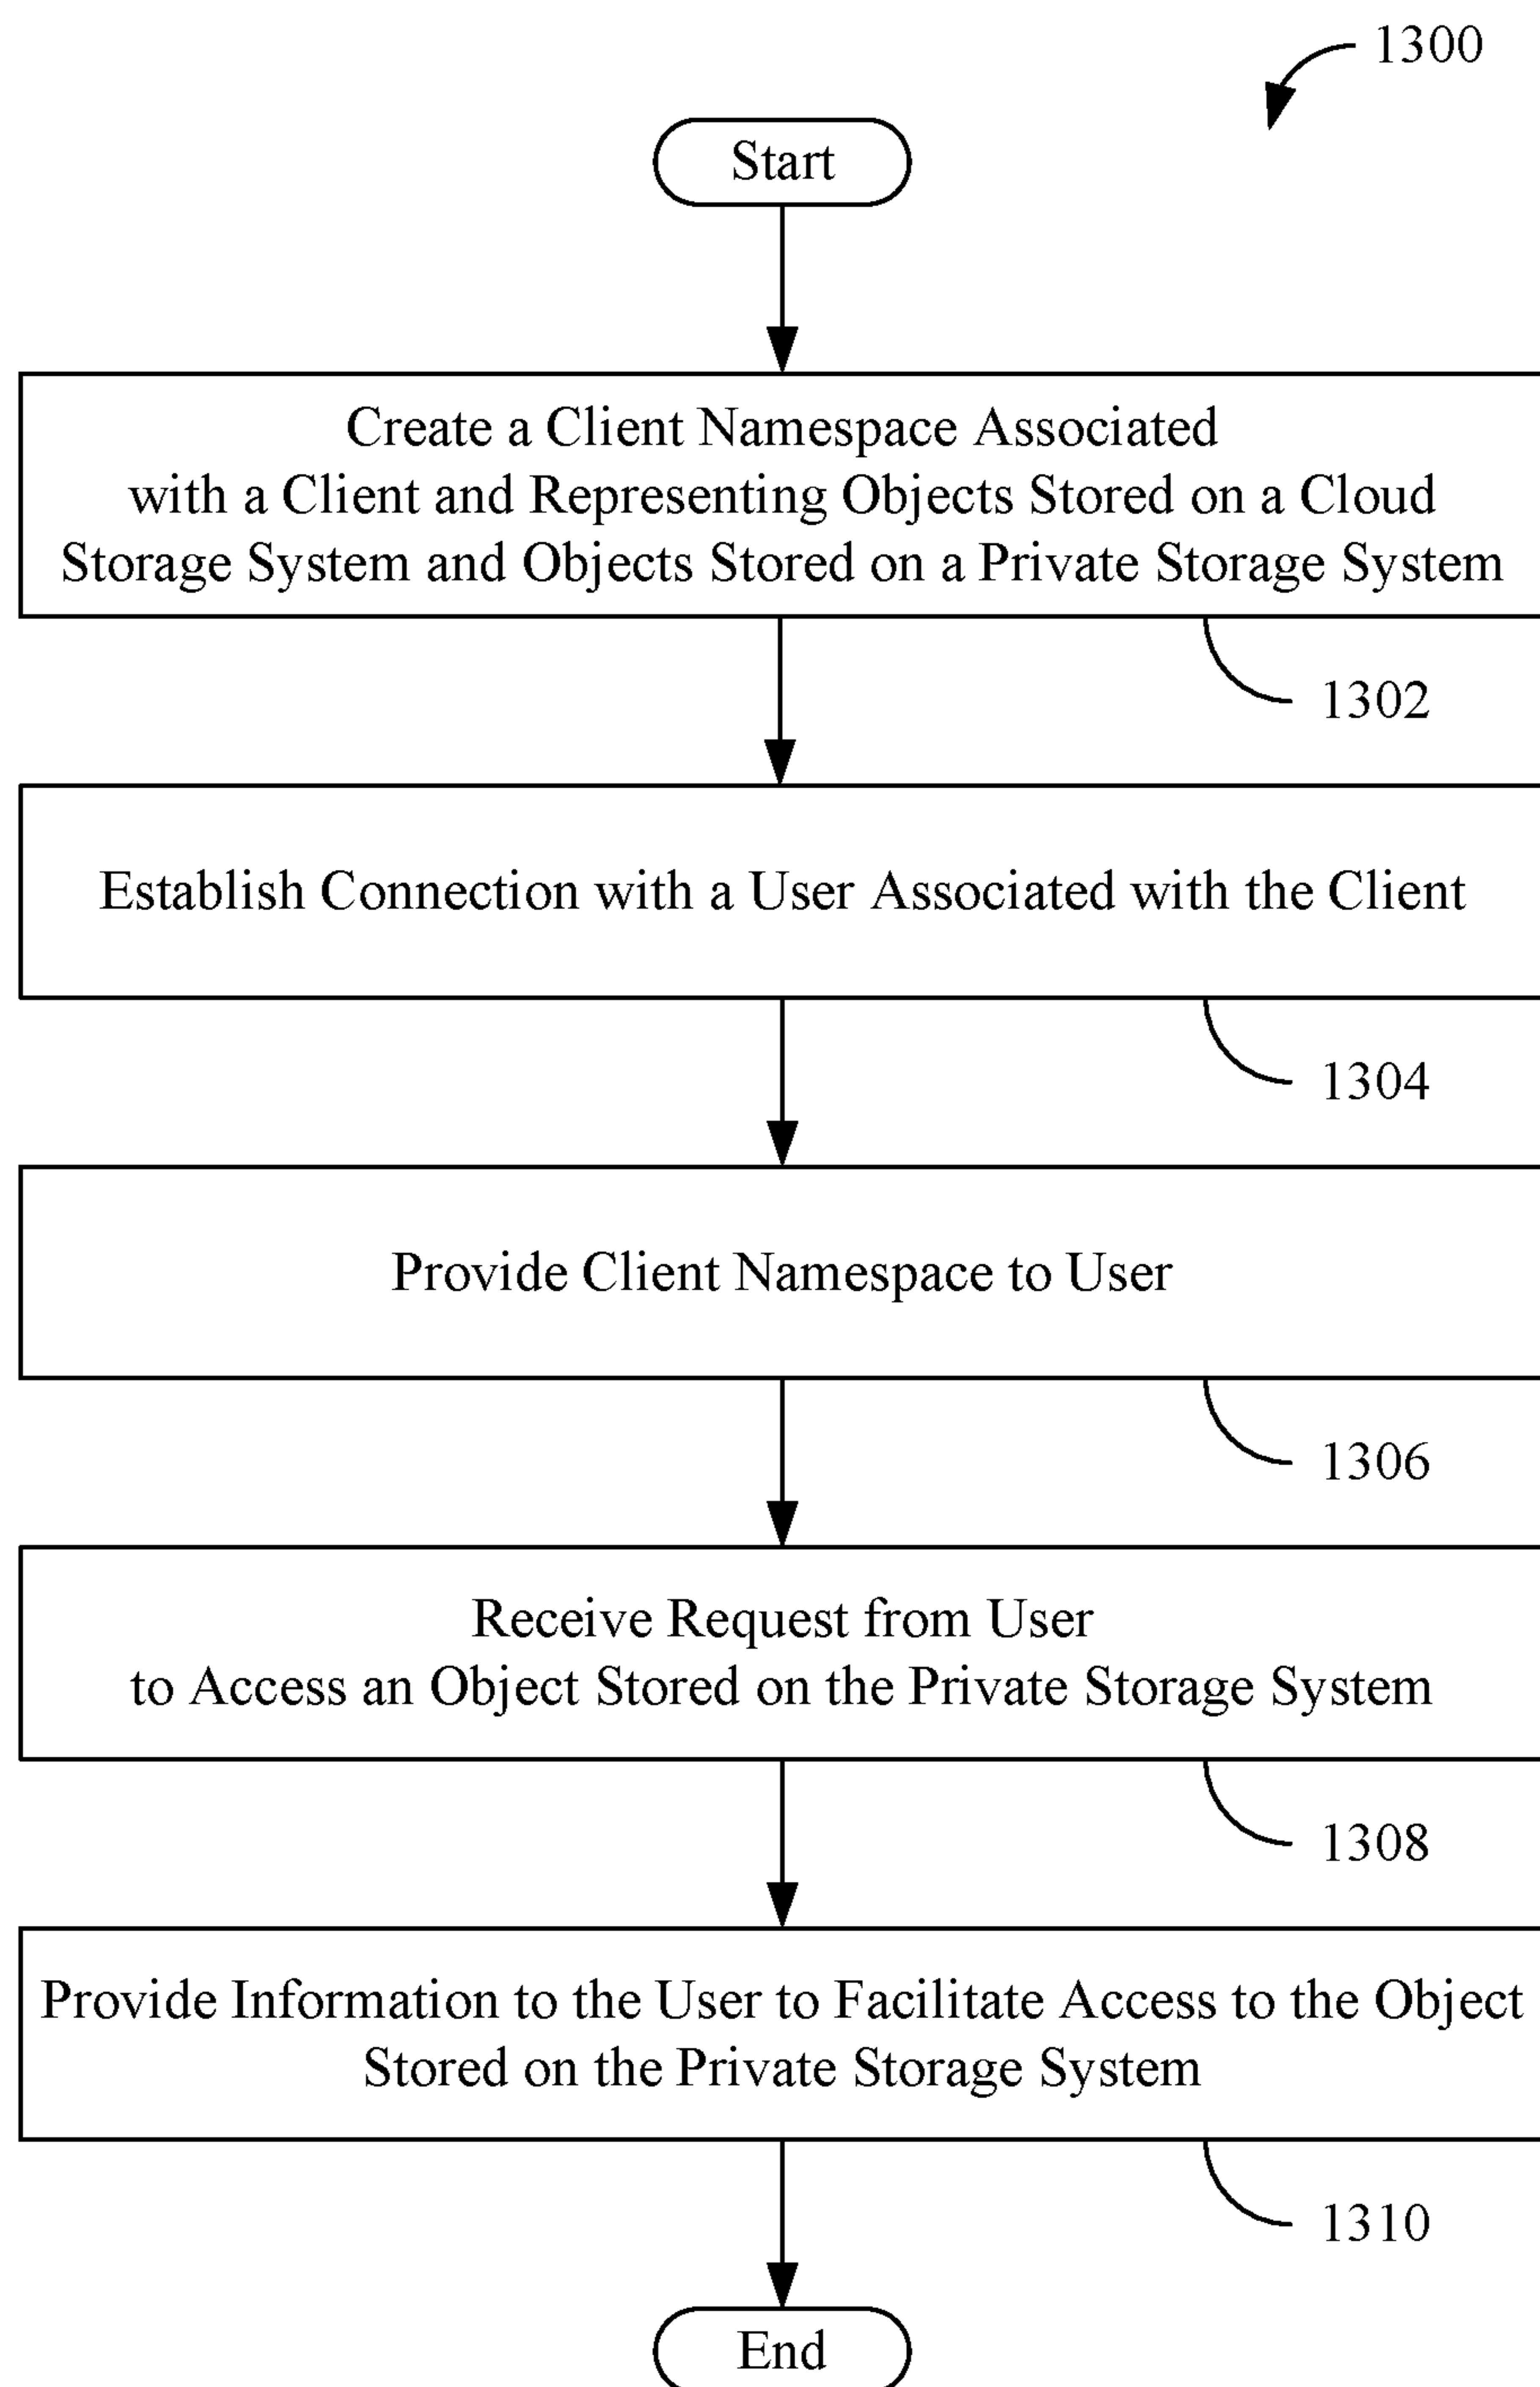 1300
Start
Create a Client Namespace Associated
with a Client and Representing Objects Stored on a Cloud
Storage System and Objects Stored on a Private Storage System
1302
Establish Connection with a User Associated with the Client
1304
Provide Client Namespace to User
1306
Receive Request from User
to Access an Object Stored on the Private Storage System
1308
Provide Information to the User to Facilitate Access to the Object
Stored on the Private Storage System
1310
End